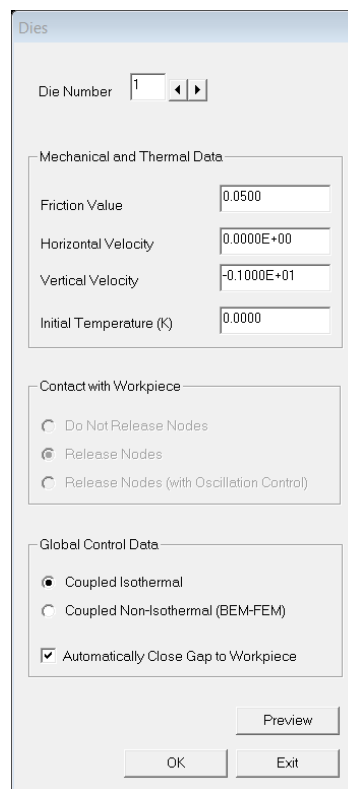 Dies
Die Number 1
Mechanical and Thermal Data
Friction Value 0.0500
Horizontal Velocity 0.0000E+00
Vertical Velocity -0.1000E+01
Initial Temperature (K) 0.0000
Contact with Workpiece
Do Not Release Nodes
Release Nodes
Release Nodes (with Oscillation Control)
Global Control Data
Coupled Isothermal
Coupled Non-Isothermal (BEM-FEM)
Automatically Close Gap to Workpiece
Preview
OK Exit